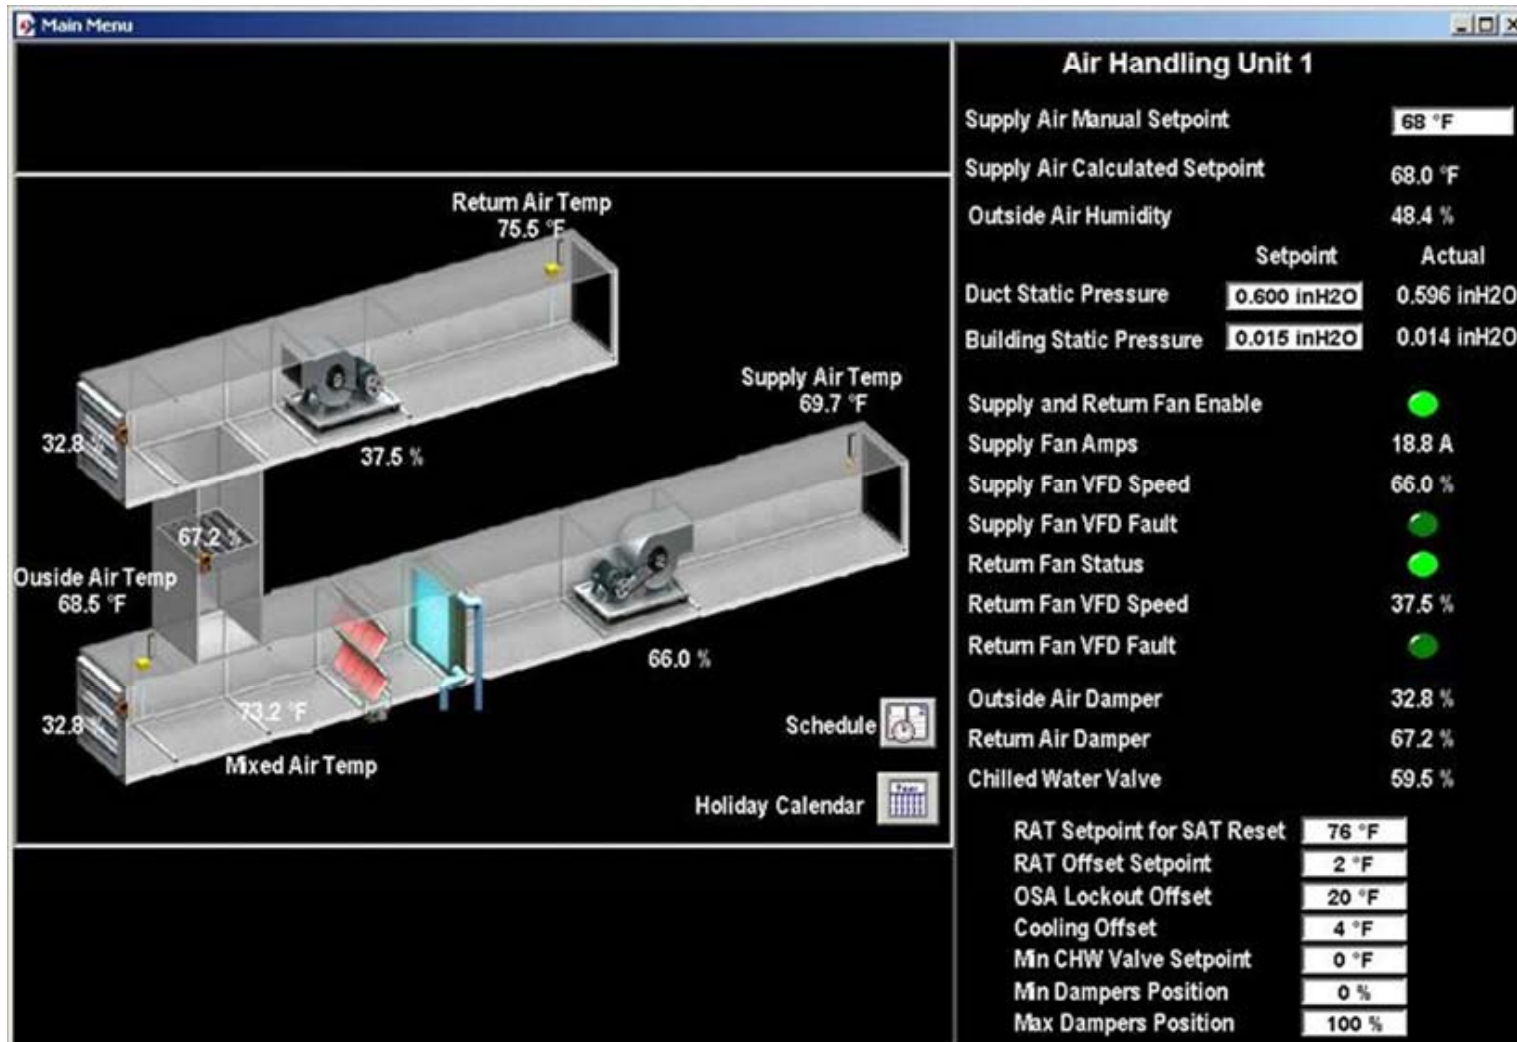 Main Menu
Return Air Temp
75.5 °F
32.8 %
37.5 %
Supply Air Temp
69.7 °F
67.2 %
Ouside Air Temp
68.5 °F
66.0 %
32.8 %
73.2 °F
Mixed Air Temp
Schedule
Holiday Calendar
Air Handling Unit 1
Supply Air Manual Setpoint 68 °F
Supply Air Calculated Setpoint 68.0 °F
Outside Air Humidity 48.4 %
Setpoint Actual
Duct Static Pressure 0.600 inH2O 0.596 inH2O
Building Static Pressure 0.015 inH2O 0.014 inH2O
Supply and Return Fan Enable
Supply Fan Amps 18.8 A
Supply Fan VFD Speed 66.0 %
Supply Fan VFD Fault
Return Fan Status
Return Fan VFD Speed 37.5 %
Return Fan VFD Fault
Outside Air Damper 32.8 %
Return Air Damper 67.2 %
Chilled Water Valve 59.5 %
RAT Setpoint for SAT Reset 76 °F
RAT Offset Setpoint 2 °F
OSA Lockout Offset 20 °F
Cooling Offset 4 °F
Min CHW Valve Setpoint 0 °F
Min Dampers Position 0 %
Max Dampers Position 100 %